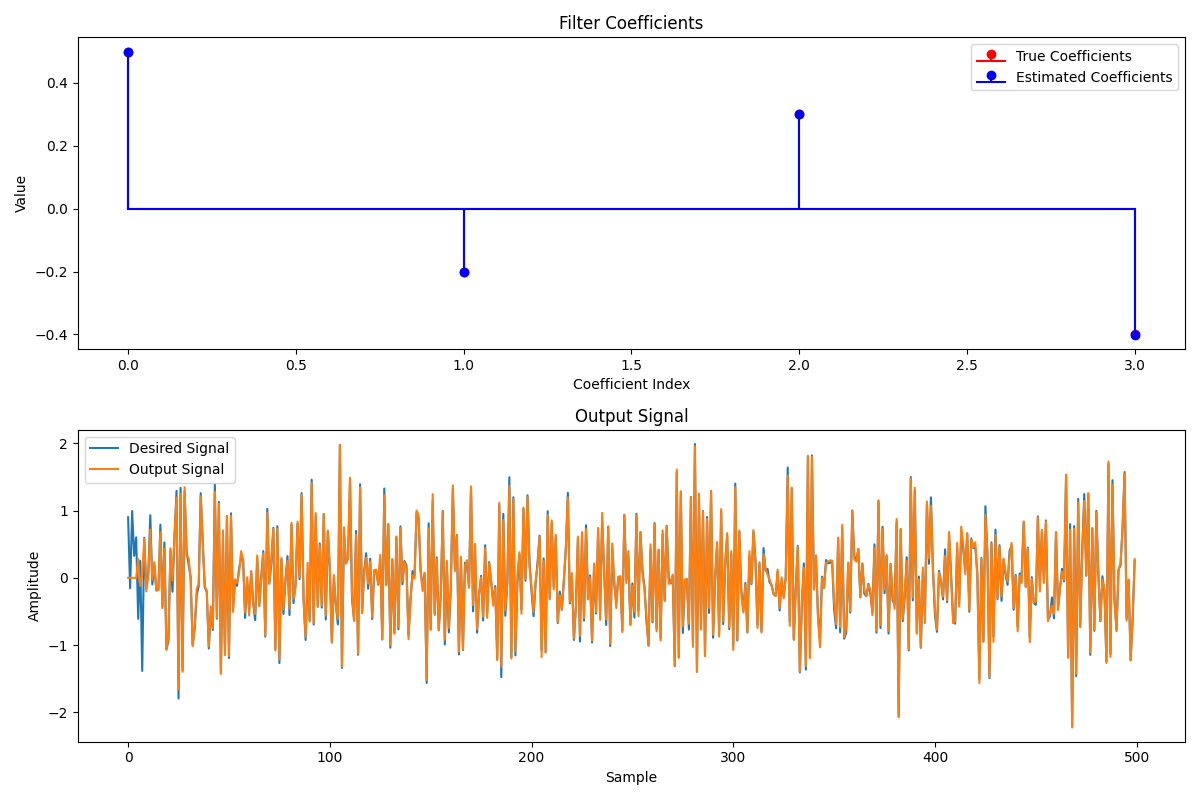 Filter Coefficients
True Coefficients
Estimated Coefficients
Value
0.4
0.2
0.0
−0.2
−0.4
0.0
0.5
1.0
1.5
2.0
2.5
3.0
Coefficient Index
Output Signal
Desired Signal
Output Signal
Amplitude
2
1
0
−1
−2
0
100
200
300
400
500
Sample